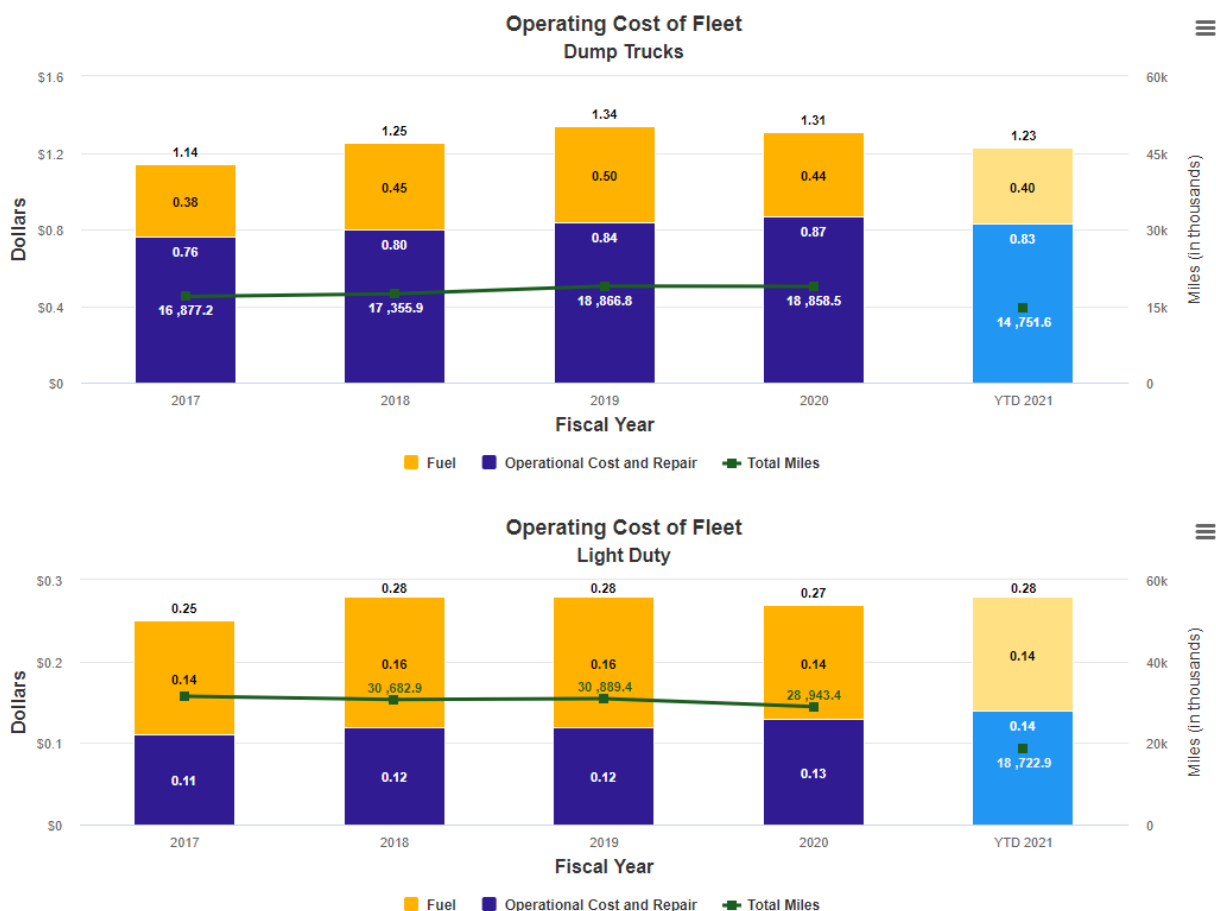 Operating Cost of Fleet
Dump Trucks
$1.6
60k
1.34
1.31
1.25
1.23
1.14
$1.2
45k
0.50
0.44
0.45
0.40
0.38
Dollars
Miles (in thousands)
$0.8
30k
0.87
0.84
0.83
0.80
0.76
16 ,877.2
17 ,355.9
18 ,866.8
18 ,858.5
14 ,751.6
$0.4
15k
$0
0
2017
2018
2019
2020
YTD 2021
Fiscal Year
Fuel
Operational Cost and Repair
Total Miles
Operating Cost of Fleet
Light Duty
$0.3
60k
0.25
0.28
0.28
0.27
0.28
0.14
0.16
0.16
0.14
0.14
$0.2
40k
30 ,682.9
30 ,889.4
28 ,943.4
Dollars
Miles (in thousands)
$0.1
20k
0.14
18 ,722.9
0.11
0.12
0.12
0.13
$0
0
2017
2018
2019
2020
YTD 2021
Fiscal Year
Fuel
Operational Cost and Repair
Total Miles